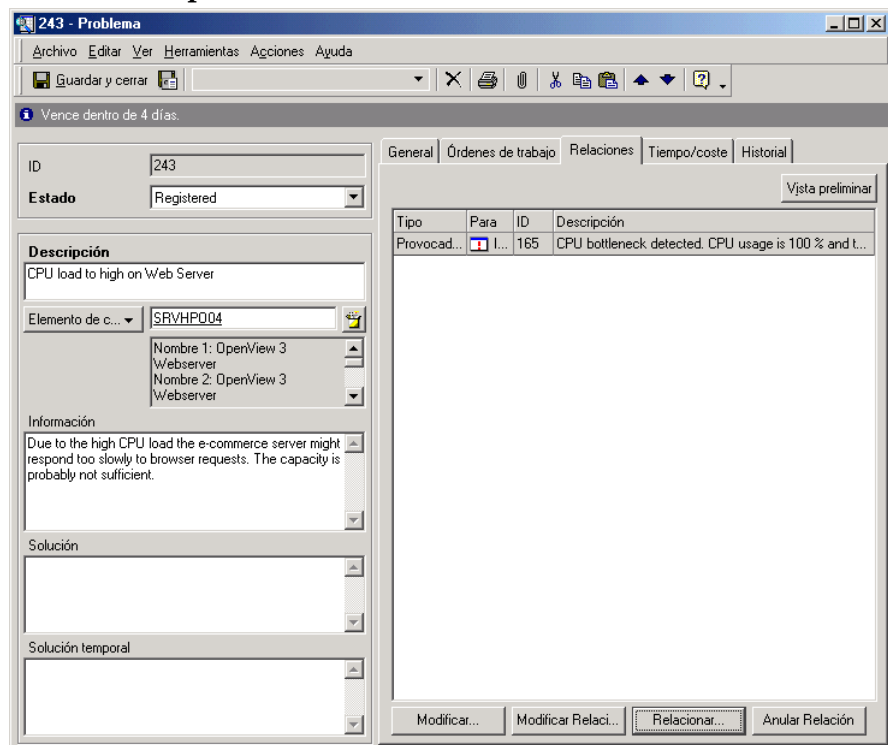 243 - Problema
Archivo Editar Ver Herramientas Acciones Ayuda
Guardar y cerrar
Vence dentro de 4 días.
ID 243
Estado Registered
Descripción
CPU load to high on Web Server
Elemento de c... SRVHPO04
Nombre 1: OpenView 3
Webserver
Nombre 2: OpenView 3
Webserver
Información
Due to the high CPU load the e-commerce server might
respond too slowly to browser requests. The capacity is
probably not sufficient.
Solución
Solución temporal
General Órdenes de trabajo Relaciones Tiempo/coste Historial
Vista preliminar
Tipo Para ID Descripción
Provocad... I... 165 CPU bottleneck detected. CPU usage is 100 % and t...
Modificar... Modificar Relaci... Relacionar... Anular Relación